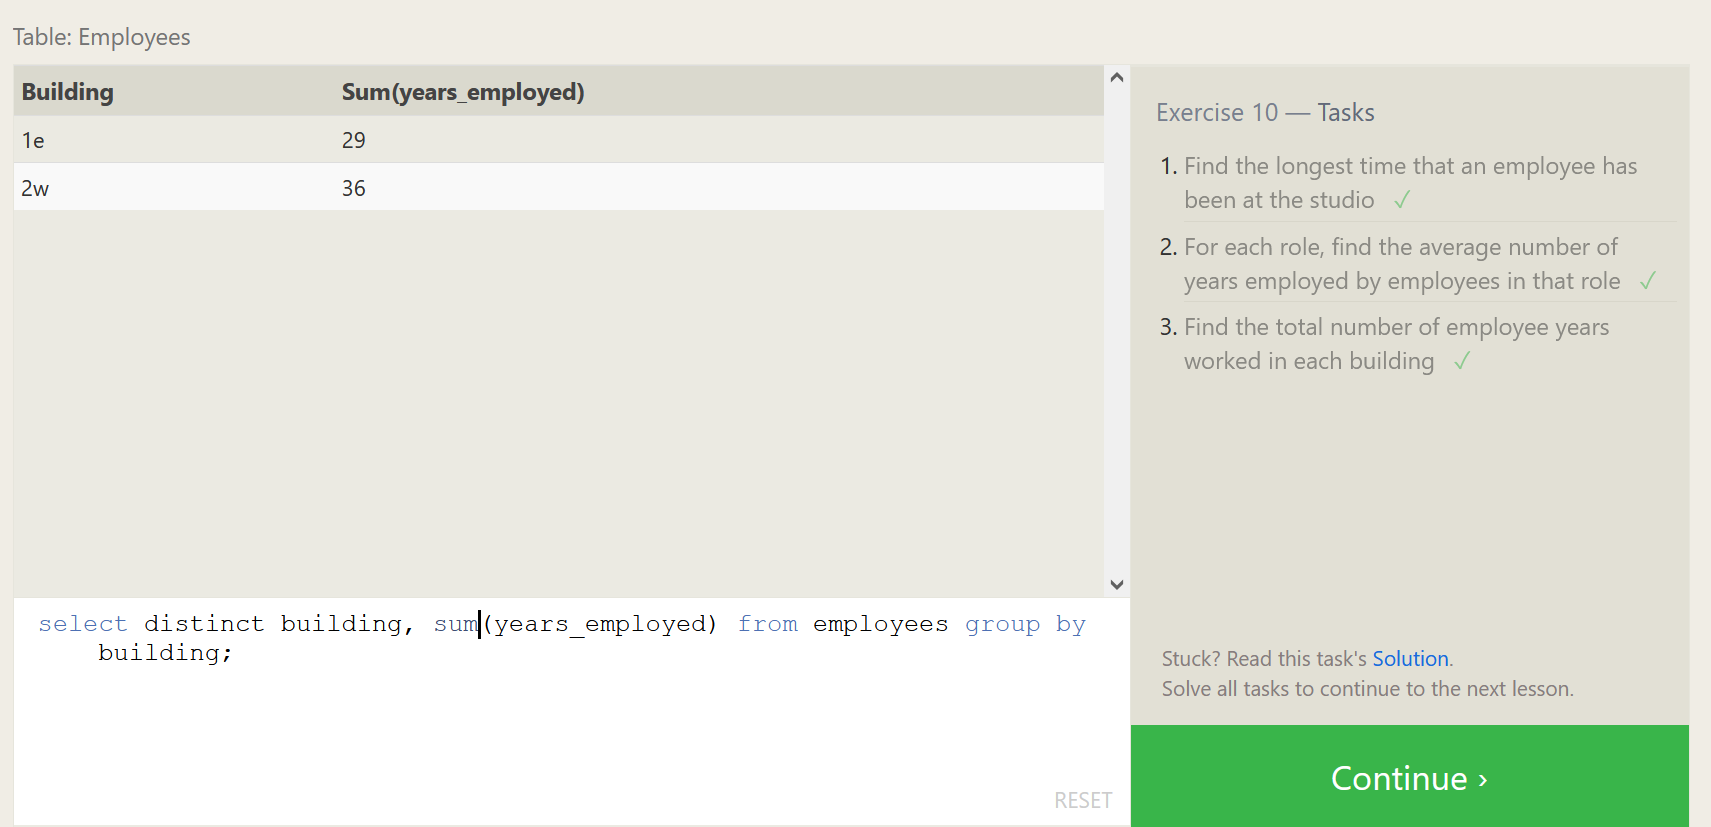 Table: Employees
Building Sum(years_employed)
1e 29
2w 36
select distinct building, sum(years_employed) from employees group by
building;
RESET
Exercise 10 — Tasks
1. Find the longest time that an employee has
been at the studio ✓
2. For each role, find the average number of
years employed by employees in that role ✓
3. Find the total number of employee years
worked in each building ✓
Stuck? Read this task's Solution.
Solve all tasks to continue to the next lesson.
Continue ›